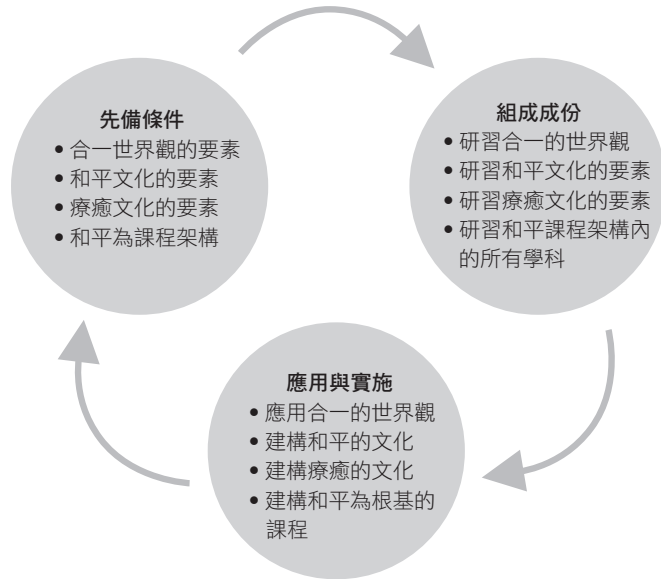 先備條件
• 合一世界觀的要素
• 和平文化的要素
• 療癒文化的要素
• 和平為課程架構
組成成份
• 研習合一的世界觀
• 研習和平文化的要素
• 研習療癒文化的要素
• 研習和平課程架構內
的所有學科
應用與實施
• 應用合一的世界觀
• 建構和平的文化
• 建構療癒的文化
• 建構和平為根基的
課程